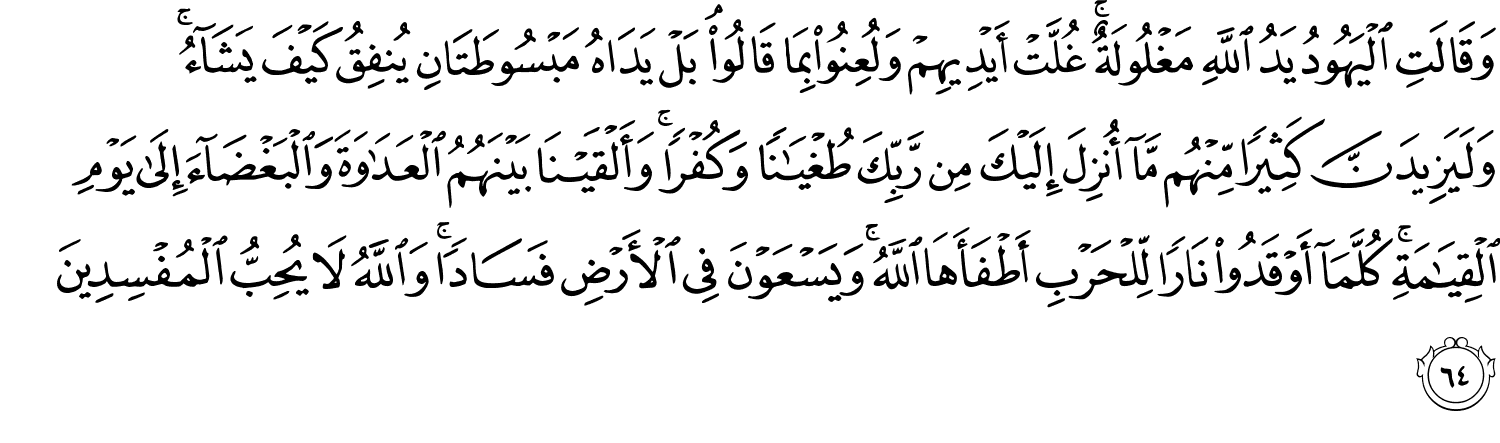 وَقَالَتِ ٱلْيَهُودُ يَدُ ٱللَّهِ مَغْلُولَةٌ ۚ غُلَّتْ أَيْدِيهِمْ وَلُعِنُوا۟ بِمَا قَالُوا۟ ۘ بَلْ يَدَاهُ مَبْسُوطَتَانِ يُنفِقُ كَيْفَ يَشَآءُ ۚ
وَلَيَزِيدَنَّ كَثِيرًا مِّنْهُم مَّآ أُنزِلَ إِلَيْكَ مِن رَّبِّكَ طُغْيَـٰنًا وَكُفْرًا ۚ وَأَلْقَيْنَا بَيْنَهُمُ ٱلْعَدَٰوَةَ وَٱلْبَغْضَآءَ إِلَىٰ يَوْمِ
ٱلْقِيَـٰمَةِ ۚ كُلَّمَآ أَوْقَدُوا۟ نَارًا لِّلْحَرْبِ أَطْفَأَهَا ٱللَّهُ ۚ وَيَسْعَوْنَ فِى ٱلْأَرْضِ فَسَادًا ۚ وَٱللَّهُ لَا يُحِبُّ ٱلْمُفْسِدِينَ
٦٤